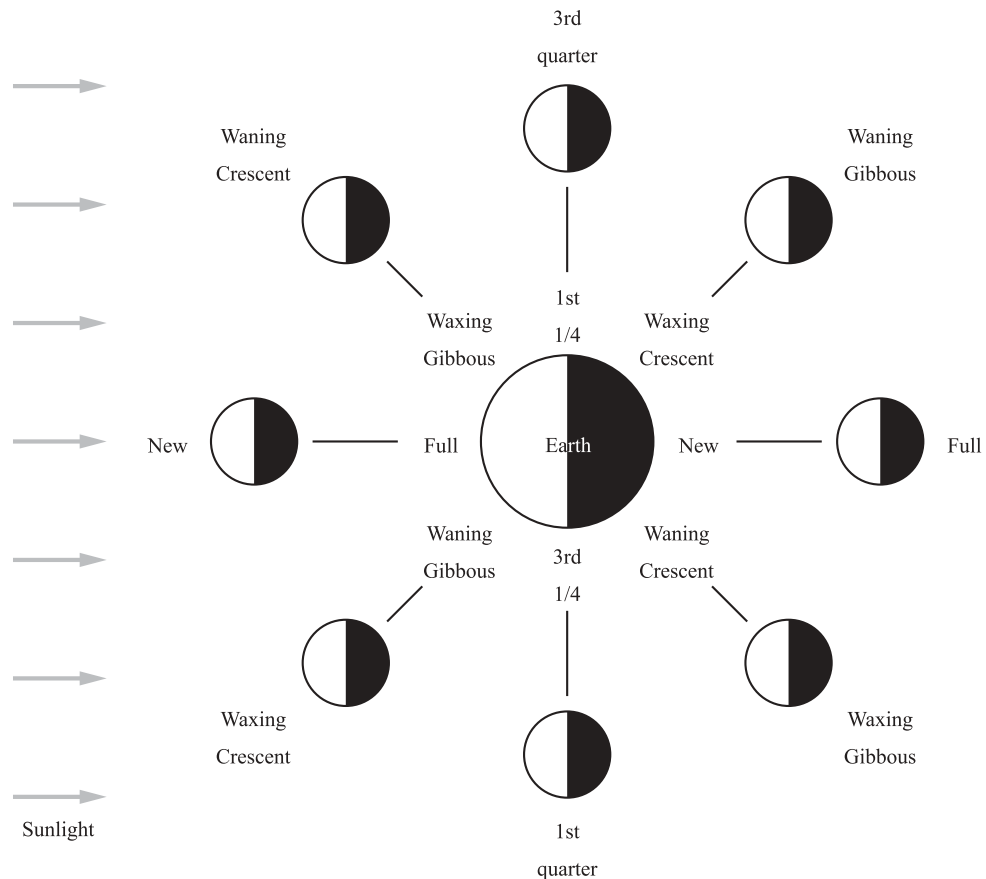 3rd
quarter
Waning
Crescent
Waning
Gibbous
1st
1/4
Waxing
Gibbous
Waxing
Crescent
New
Full
Earth
New
Full
Waning
Gibbous
3rd
1/4
Waning
Crescent
Waxing
Crescent
Waxing
Gibbous
Sunlight
1st
quarter